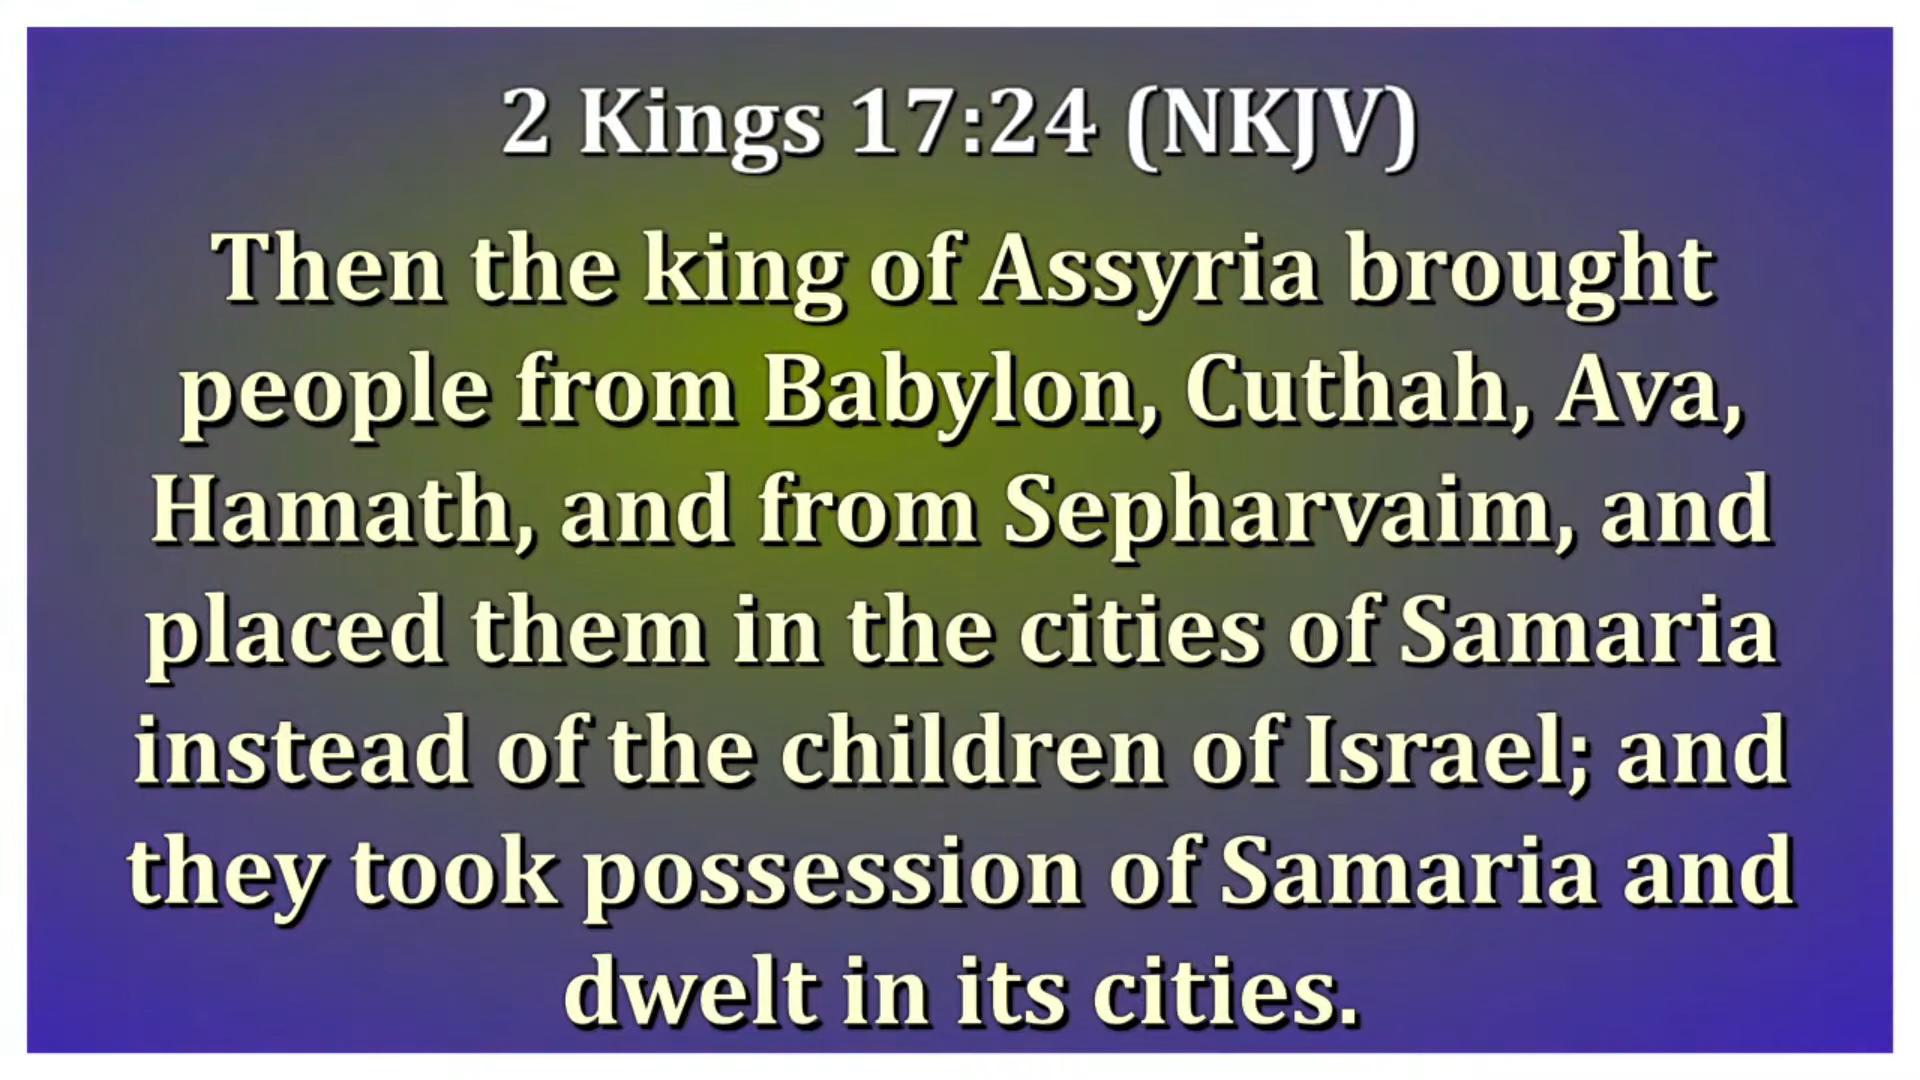 2 Kings 17:24 (NKJV)
Then the king of Assyria brought
people from Babylon, Cuthah, Ava,
Hamath, and from Sepharvaim, and
placed them in the cities of Samaria
instead of the children of Israel; and
they took possession of Samaria and
dwelt in its cities.